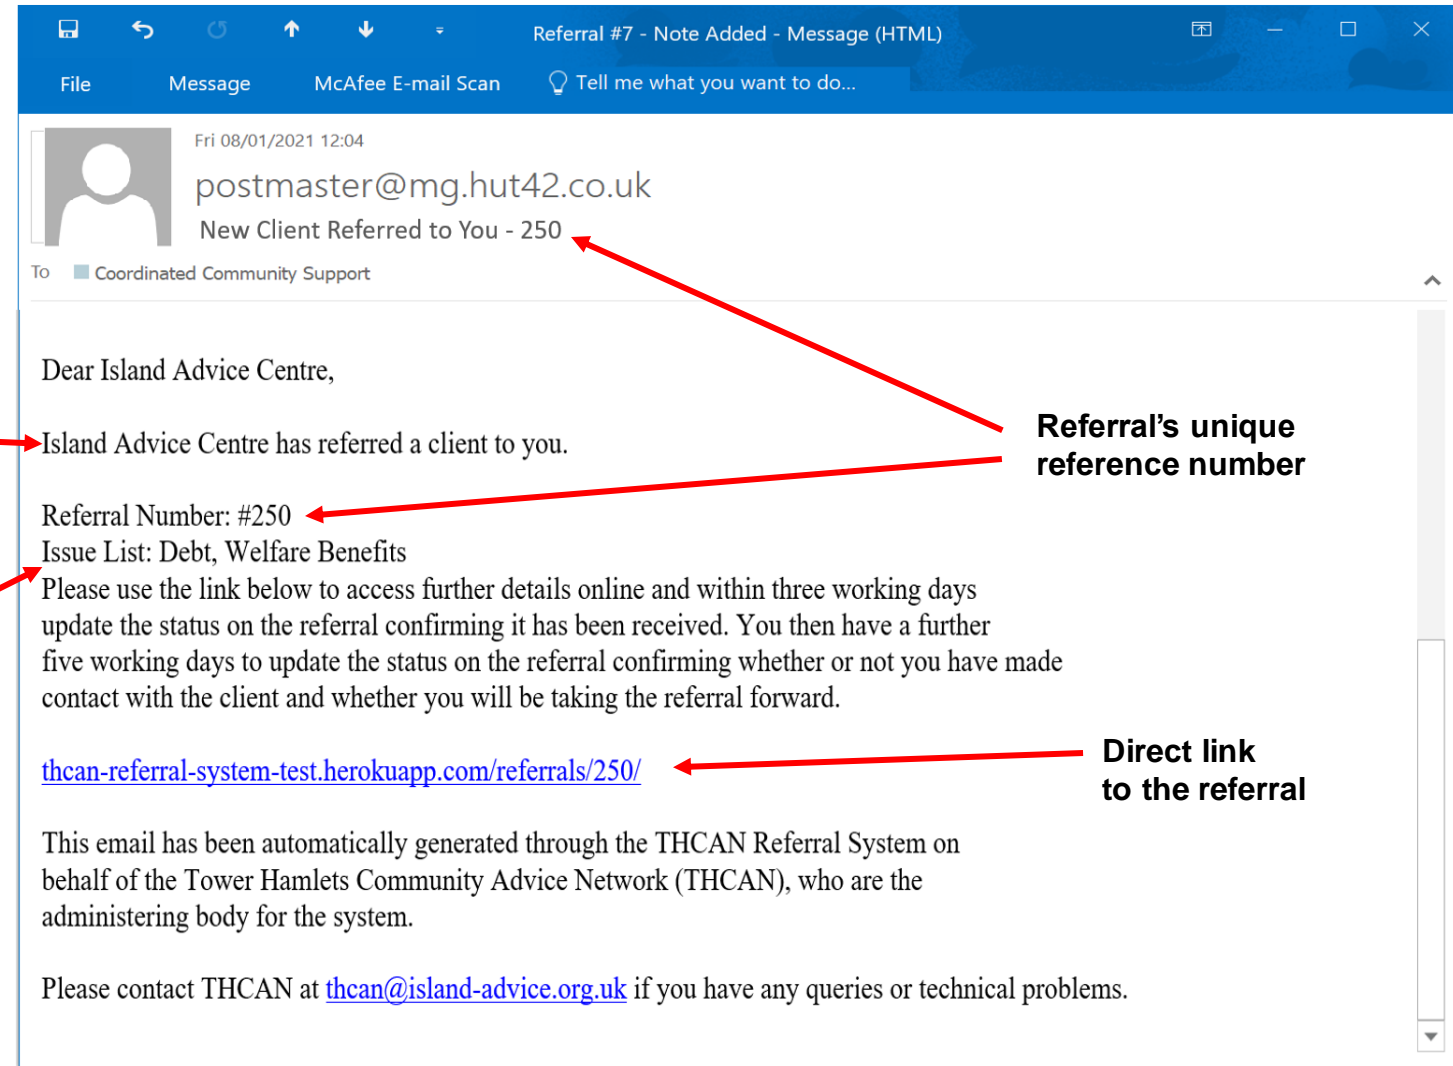 Referral #7 - Note Added - Message (HTML)
File Message McAfee E-mail Scan Tell me what you want to do...
Fri 08/01/2021 12:04
postmaster@mg.hut42.co.uk
New Client Referred to You - 250
To Coordinated Community Support
Dear Island Advice Centre,
Island Advice Centre has referred a client to you.
Referral's unique
reference number
Referral Number: #250
Issue List: Debt, Welfare Benefits
Please use the link below to access further details online and within three working days
update the status on the referral confirming it has been received. You then have a further
five working days to update the status on the referral confirming whether or not you have made
contact with the client and whether you will be taking the referral forward.
thcan-referral-system-test.herokuapp.com/referrals/250/
Direct link
to the referral
This email has been automatically generated through the THCAN Referral System on
behalf of the Tower Hamlets Community Advice Network (THCAN), who are the
administering body for the system.
Please contact THCAN at thcan@island-advice.org.uk if you have any queries or technical problems.